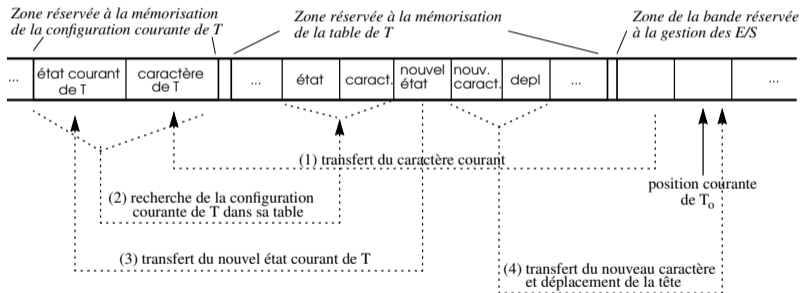 Zone réservée à la mémorisation
de la configuration courante de T
Zone réservée à la mémorisation
de la table de T
Zone de la bande réservée
à la gestion des E/S
...
état courant
de T
caractère
de T
...
état
caract.
nouvel
état
nouv.
caract.
depl
...
...
(1) transfert du caractère courant
position courante
de To
(2) recherche de la configuration
courante de T dans sa table
(3) transfert du nouvel état courant de T
(4) transfert du nouveau caractère
et déplacement de la tête